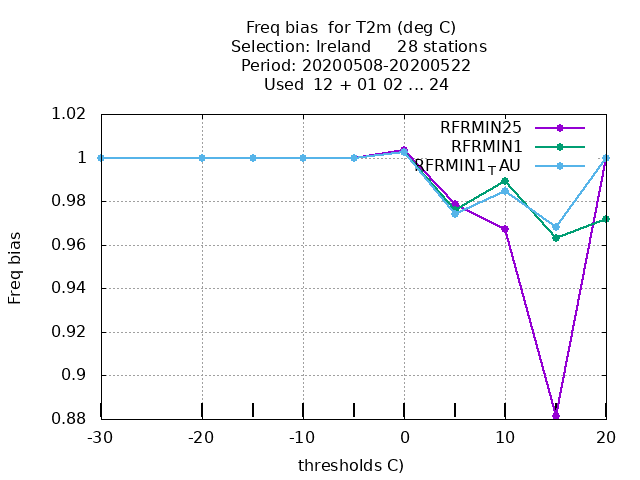 Freq bias  for T2m (deg C)
Selection: Ireland     28 stations
Period: 20200508-20200522
Used  12 + 01 02 ... 24
1.02
1
0.98
0.96
0.94
0.92
0.9
0.88
Freq bias
RFRMIN25
RFRMIN1
RFRMIN1TAU
-30
-20
-10
0
10
20
thresholds C)